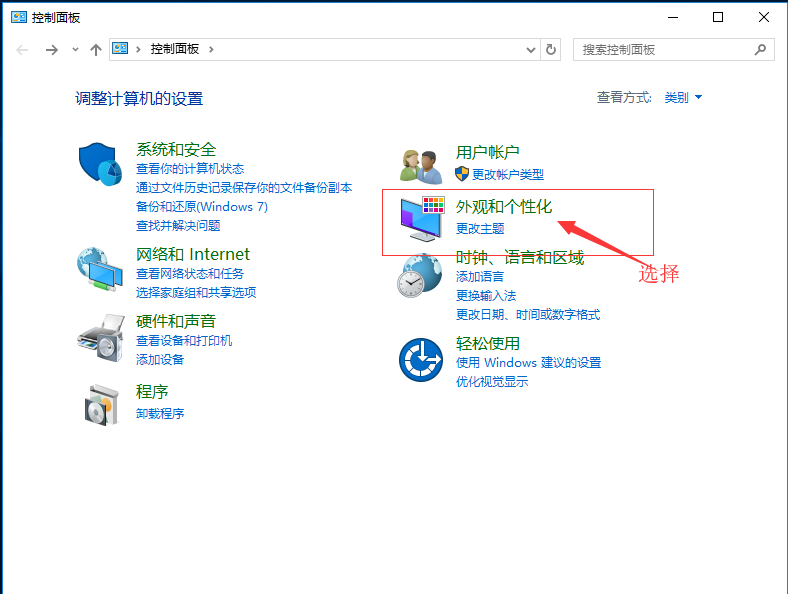 控制面板
控制面板
搜索控制面板
调整计算机的设置
查看方式: 类别
系统和安全
查看你的计算机状态
通过文件历史记录保存你的文件备份副本
备份和还原(Windows 7)
查找并解决问题
网络和 Internet
查看网络状态和任务
选择家庭组和共享选项
硬件和声音
查看设备和打印机
添加设备
程序
卸载程序
用户帐户
更改帐户类型
外观和个性化
更改主题
选择
时钟、语言和区域
添加语言
更换输入法
更改日期、时间或数字格式
轻松使用
使用 Windows 建议的设置
优化视觉显示